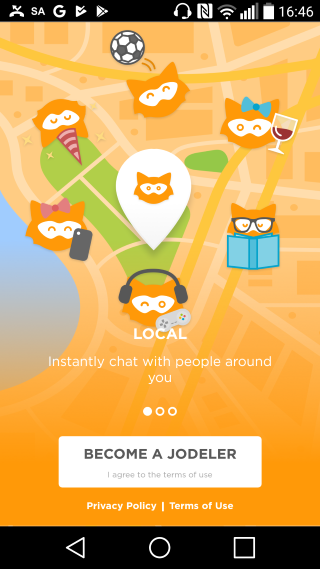 SA G 16:46
LOCAL
Instantly chat with people around
you
BECOME A JODELER
I agree to the terms of use
Privacy Policy | Terms of Use